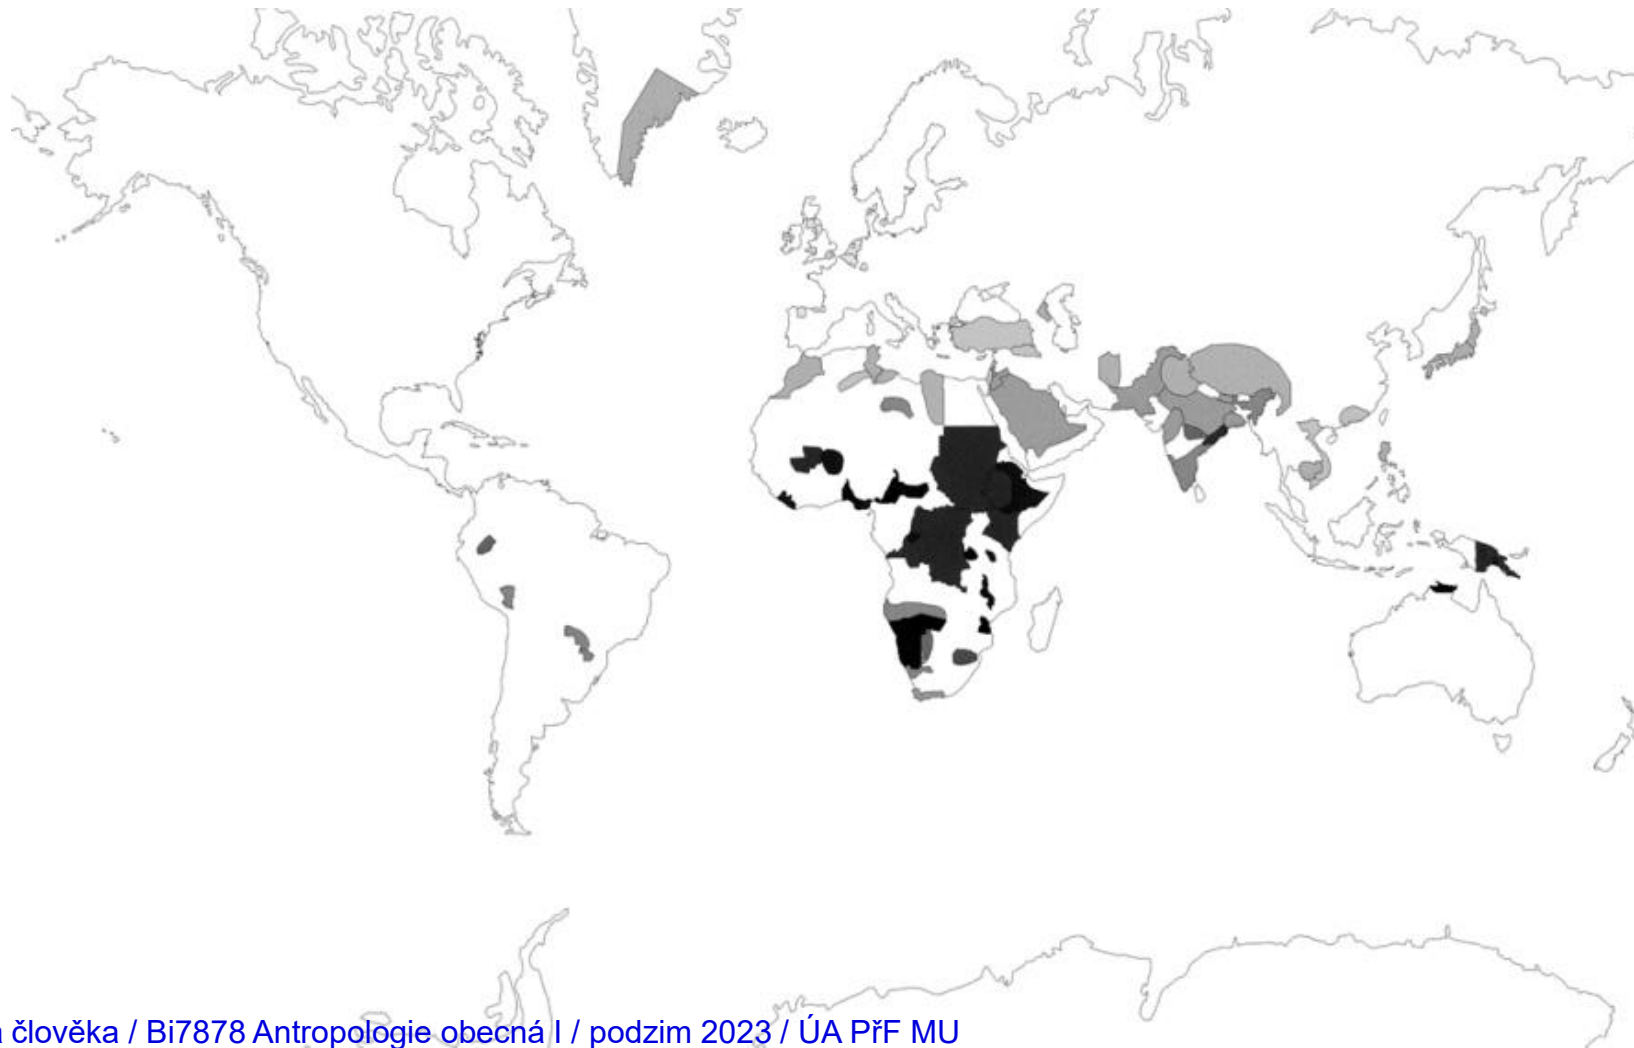 člověka / Bi7878 Antropologie obecná I / podzim 2023 / ÚA PřF MU